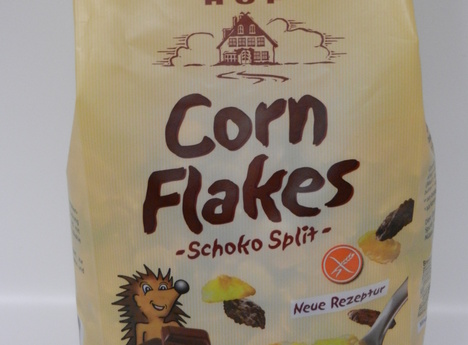 HOF
Corn
Flakes
-Schoko Split-
Neue Rezeptur